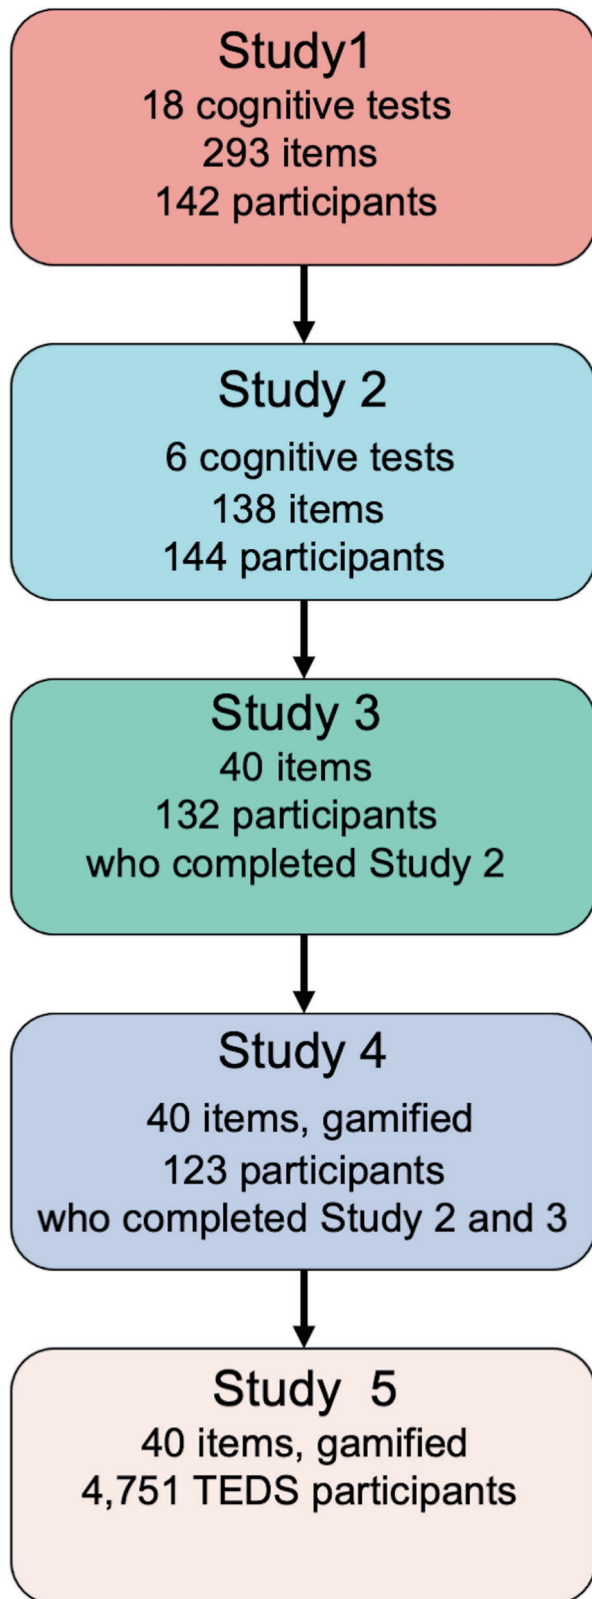 Study1
18 cognitive tests
293 items
142 participants
Study 2
6 cognitive tests
138 items
144 participants
Study 3
40 items
132 participants
who completed Study 2
Study 4
40 items, gamified
123 participants
who completed Study 2 and 3
Study 5
40 items, gamified
4,751 TEDS participants